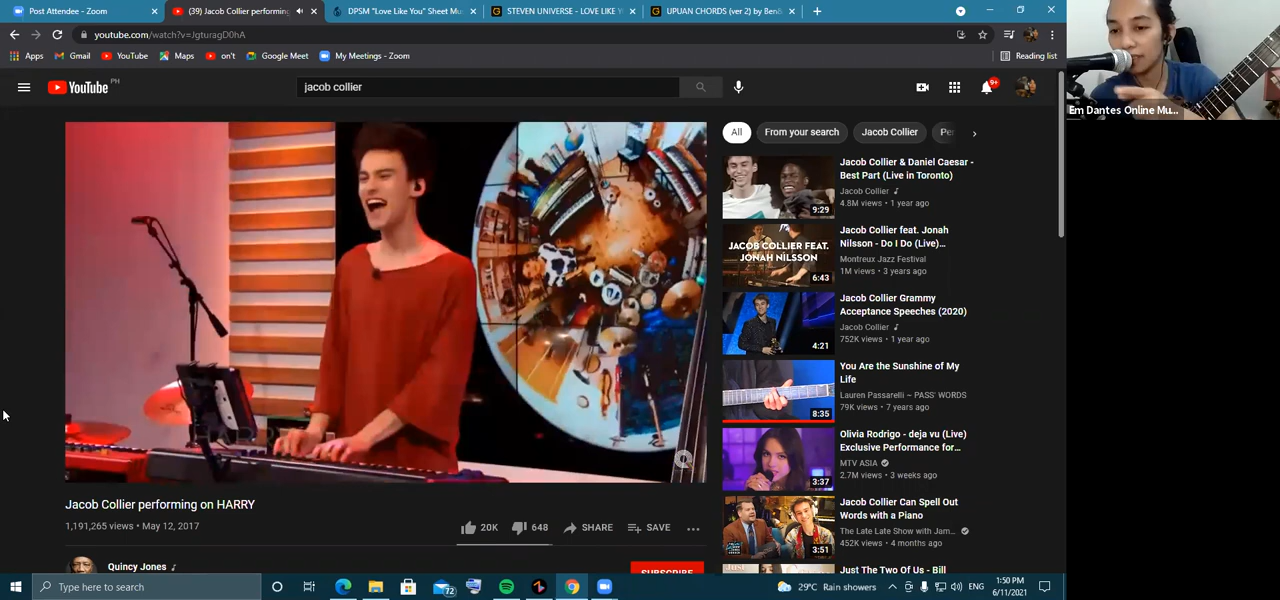 Post Attendee - Zoom
(39) Jacob Collier performing
DPSM "Love Like You" Sheet Mu
STEVEN UNIVERSE - LOVE LIKE Y
UPUAN CHORDS (ver 2) by Ben&
youtube.com/watch?v=JgturagD0hA
Apps
Gmail
YouTube
Maps
on't
Google Meet
My Meetings - Zoom
Reading list
YouTube PH
jacob collier
9+
All
From your search
Jacob Collier
Per
Jacob Collier & Daniel Caesar -
Best Part (Live in Toronto)
Jacob Collier
4.8M views • 1 year ago
9:29
Jacob Collier feat. Jonah
Nilsson - Do I Do (Live)...
Montreux Jazz Festival
1M views • 3 years ago
JACOB COLLIER FEAT.
JONAH NILSSON
6:43
Jacob Collier Grammy
Acceptance Speeches (2020)
Jacob Collier
752K views • 1 year ago
4:21
You Are the Sunshine of My
Life
Lauren Passarelli – PASS' WORDS
79K views • 7 years ago
8:35
Olivia Rodrigo - deja vu (Live)
Exclusive Performance for...
MTV ASIA
2.7M views • 3 weeks ago
3:37
Jacob Collier Can Spell Out
Words with a Piano
The Late Late Show with Jam...
452K views • 4 months ago
3:51
Just The Two Of Us - Bill
Jacob Collier performing on HARRY
1,191,265 views • May 12, 2017
20K
648
SHARE
SAVE
Quincy Jones
SUBSCRIBE
Em Dantes Online Mu...
Type here to search
72
29°C Rain showers
ENG
1:50 PM
6/11/2021